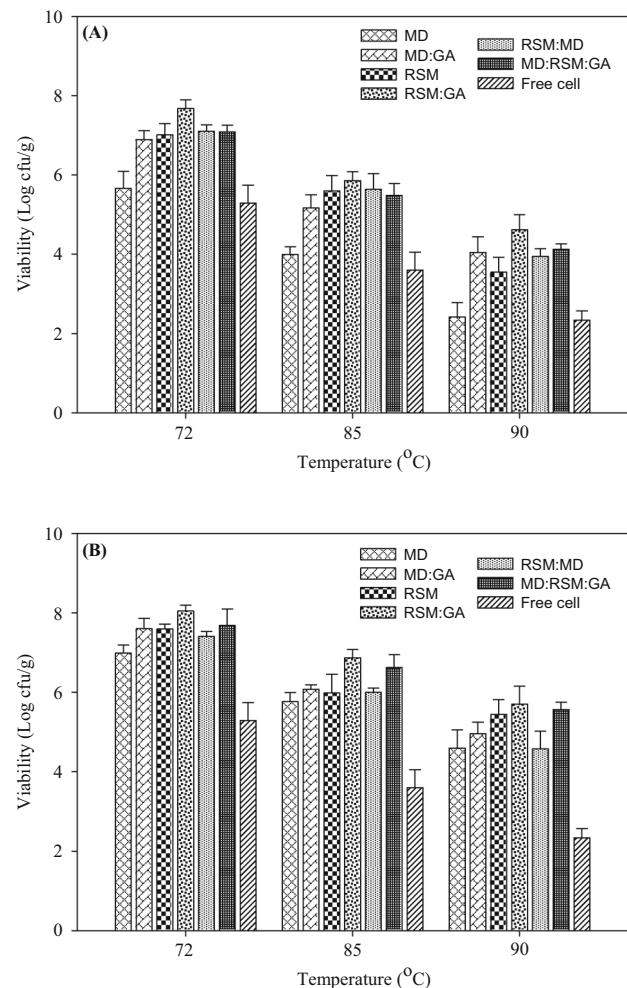 (A)
MD
MD:GA
RSM
RSM:GA
RSM:MD
MD:RSM:GA
Free cell
Viability (Log cfu/g)
10
8
6
4
2
0
72 85 90
Temperature (°C)
(B)
MD
MD:GA
RSM
RSM:GA
RSM:MD
MD:RSM:GA
Free cell
Viability (Log cfu/g)
10
8
6
4
2
0
72 85 90
Temperature (°C)